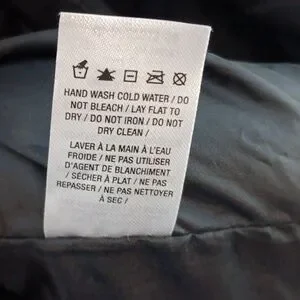 HAND WASH COLD WATER / DO
NOT BLEACH / LAY FLAT TO
DRY / DO NOT IRON / DO NOT
DRY CLEAN /
LAVER À LA MAIN À L'EAU
FROIDE / NE PAS UTILISER
D'AGENT DE BLANCHIMENT
/ SÉCHER À PLAT / NE PAS
REPASSER / NE PAS NETTOYER
À SEC /